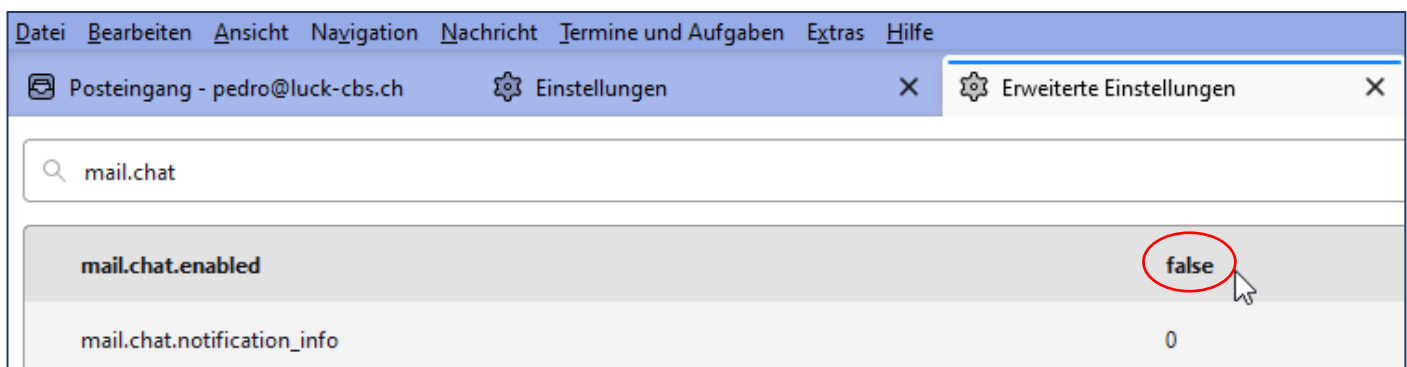 Datei Bearbeiten Ansicht Navigation Nachricht Termine und Aufgaben Extras Hilfe
Posteingang - pedro@luck-cbs.ch Einstellungen Erweiterte Einstellungen
mail.chat
mail.chat.enabled false
mail.chat.notification_info 0